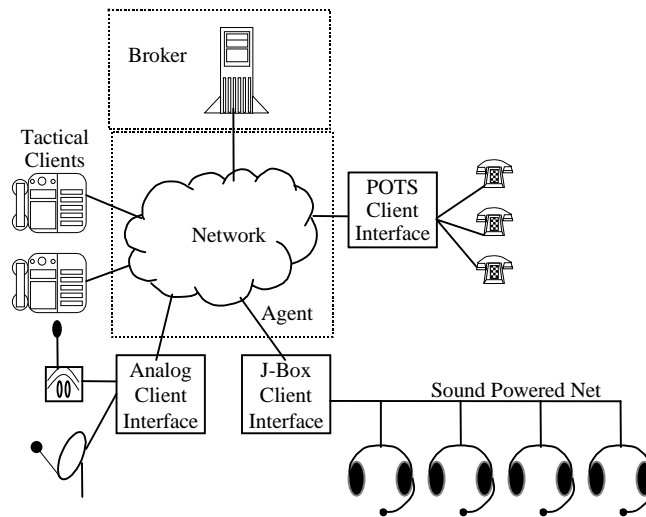 Broker
Tactical
Clients
POTS
Client
Interface
Network
Agent
Analog
Client
Interface
J-Box
Client
Interface
Sound Powered Net